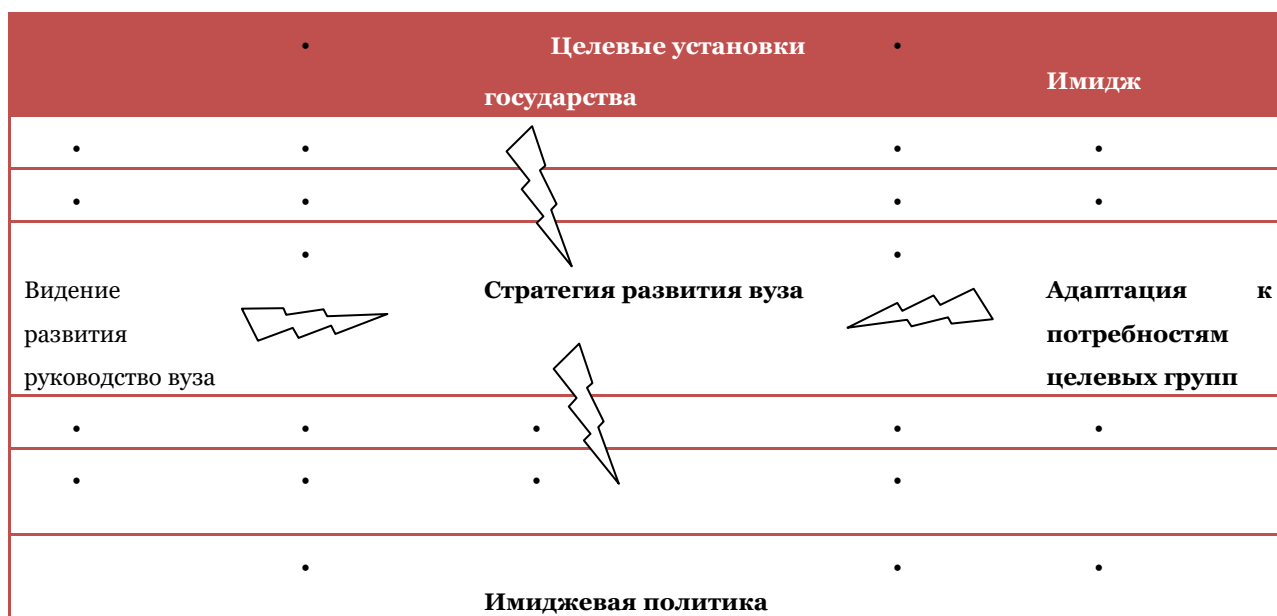 Целевые установки
государства
Имидж
Видение
развития
руководство вуза
Стратегия развития вуза
Адаптация к
потребностям
целевых групп
Имиджевая политика